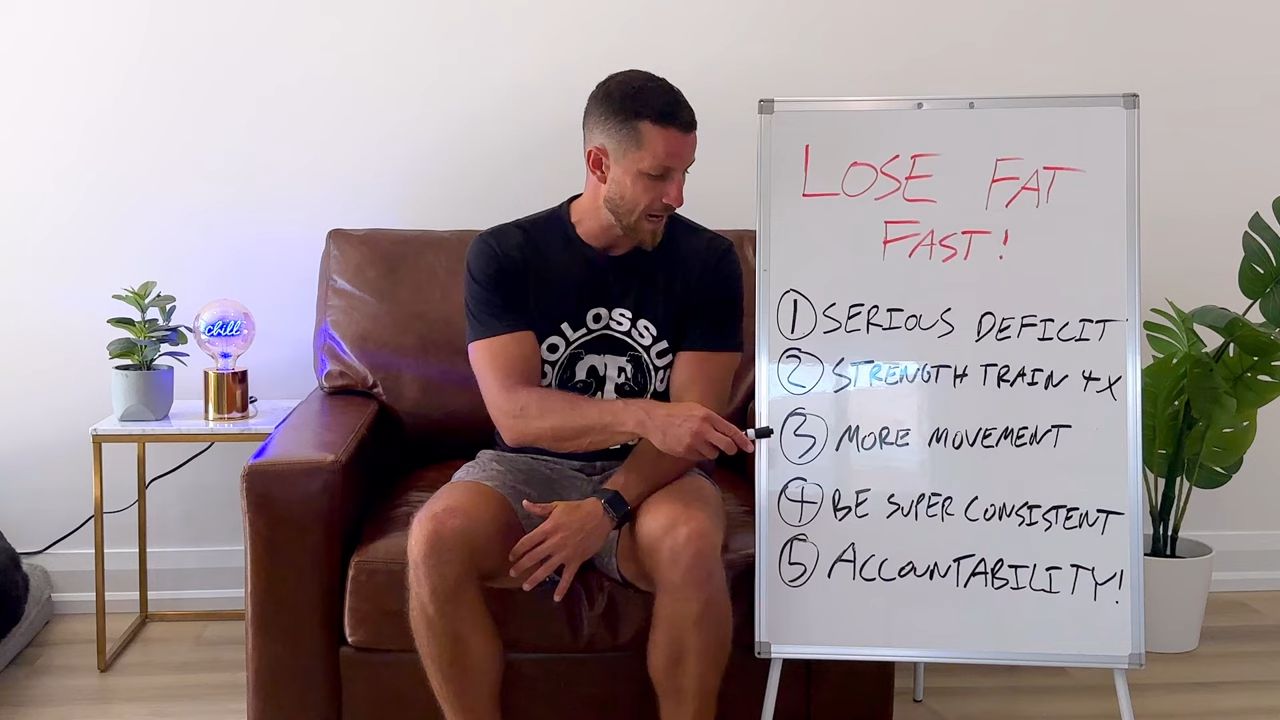 chill
COLOSSUS
CF
LOSE FAT
FAST!
1 SERIOUS DEFICIT
2 STRENGTH TRAIN 4X
3 MORE MOVEMENT
4 BE SUPER CONSISTENT
5 ACCOUNTABILITY!